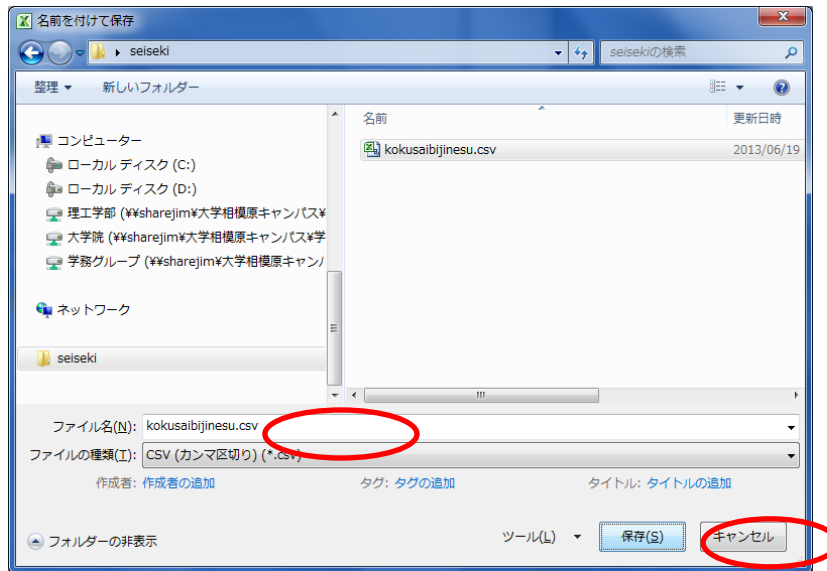 名前を付けて保存
seiseki
seisekiの検索
整理
新しいフォルダー
名前
更新日時
コンピューター
ローカル ディスク (C:)
ローカル ディスク (D:)
理工学部 (¥¥sharejim¥大学相模原キャンパス¥
大学院 (¥¥sharejim¥大学相模原キャンパス¥学
学務グループ (¥¥sharejim¥大学相模原キャンパ
ネットワーク
seiseki
kokusaibijinesu.csv
2013/06/19
ファイル名(N): kokusaibijinesu.csv
ファイルの種類(T): CSV (カンマ区切り) (*.csv)
作成者: 作成者の追加
タグ: タグの追加
タイトル: タイトルの追加
フォルダーの非表示
ツール(L)
保存(S)
キャンセル